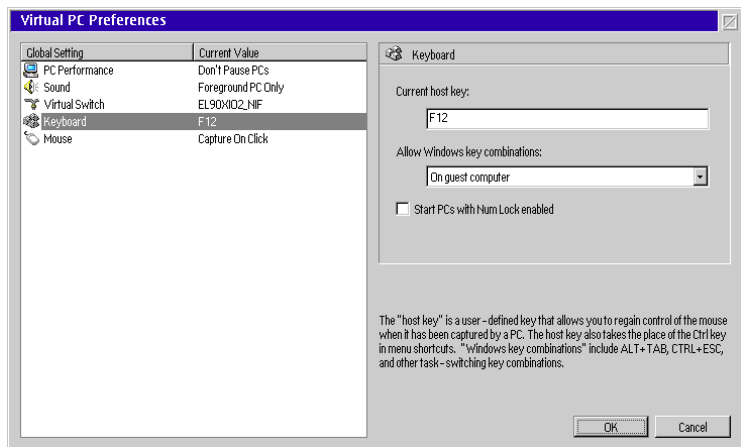 Virtual PC Preferences
Global Setting Current Value
PC Performance Don't Pause PCs
Sound Foreground PC Only
Virtual Switch EL90XIO2_NIF
Keyboard F12
Mouse Capture On Click
Keyboard
Current host key:
F12
Allow Windows key combinations:
On guest computer
Start PCs with Num Lock enabled
The "host key" is a user-defined key that allows you to regain control of the mouse
when it has been captured by a PC. The host key also takes the place of the Ctrl key
in menu shortcuts. "Windows key combinations" include ALT+TAB, CTRL+ESC,
and other task-switching key combinations.
OK Cancel